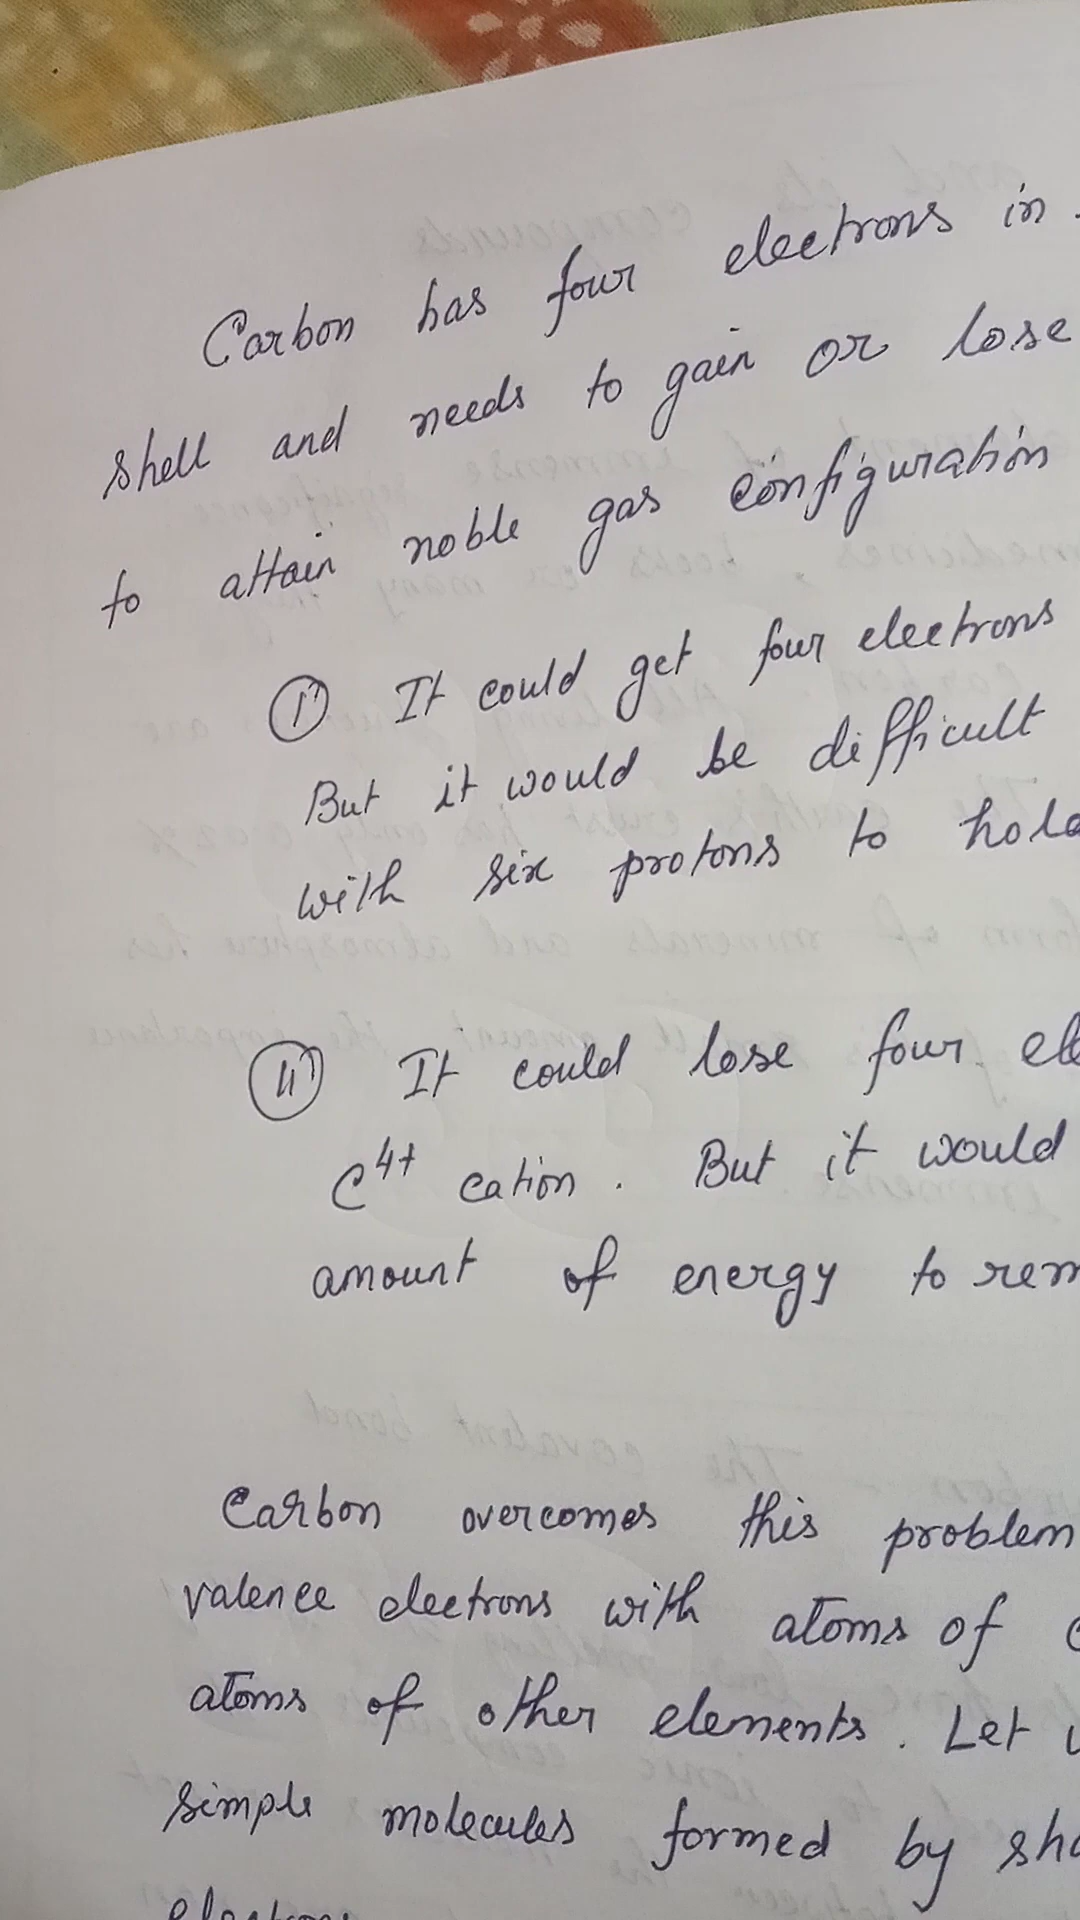 Carbon has four electrons in
shell and needs to gain or lose
to attain noble gas configuration
(i) It could get four electrons
But it would be difficult
with six protons to hold
(ii) It could lose four
C4+ cation. But it would
amount of energy to
Carbon overcomes this problem
valence electrons with atoms of
atoms of other elements. Let
simple molecules formed by
electrons